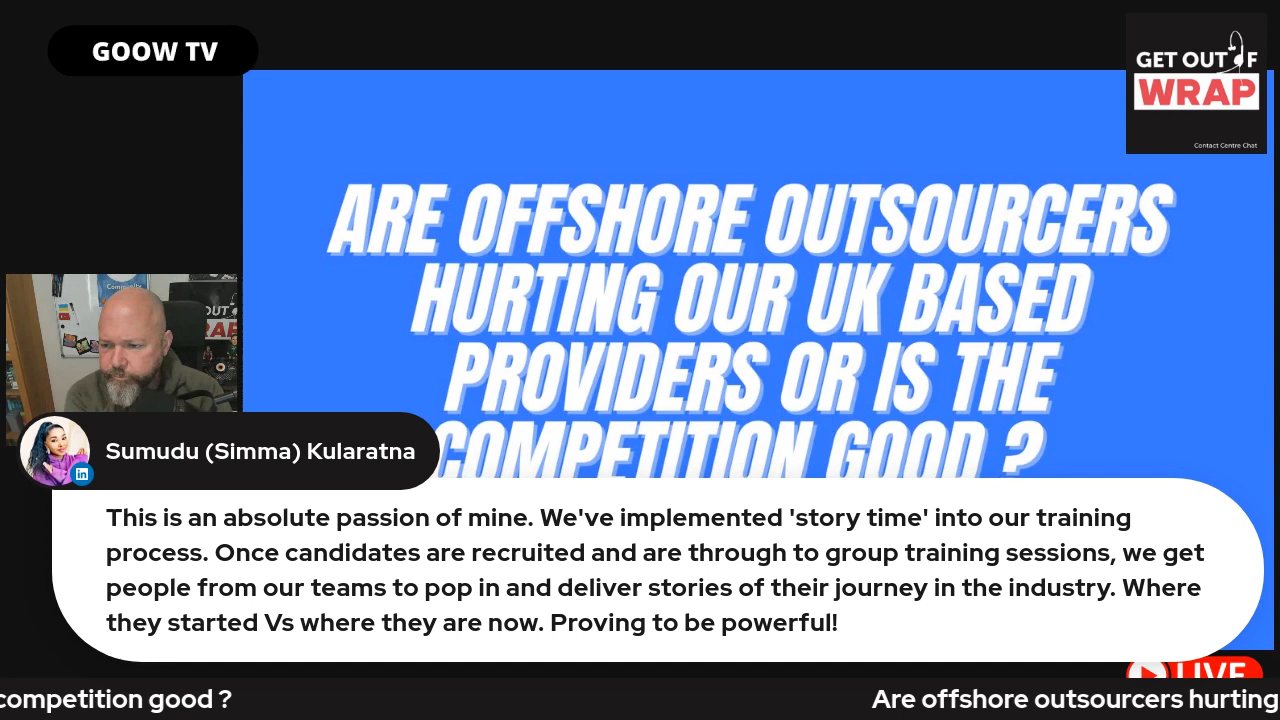 GOOW TV
GET OUT OF
WRAP
Contact Centre Chat
ARE OFFSHORE OUTSOURCERS
HURTING OUR UK BASED
PROVIDERS OR IS THE
COMPETITION GOOD ?
Community
OUT
RA
Sumudu (Simma) Kularatna
in
This is an absolute passion of mine. We've implemented 'story time' into our training
process. Once candidates are recruited and are through to group training sessions, we get
people from our teams to pop in and deliver stories of their journey in the industry. Where
they started Vs where they are now. Proving to be powerful!
LIVE
competition good ?
Are offshore outsourcers hurting